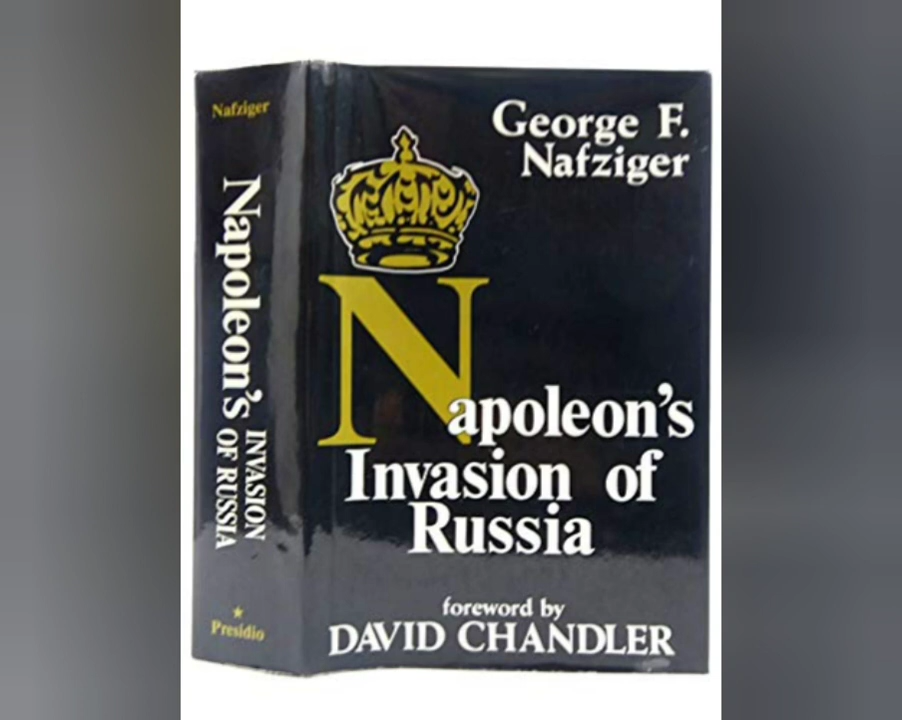 Nafziger
Napoleon's
INVASION
OF RUSSIA
Presidio
George F.
Nafziger
Napoleon's
Invasion of
Russia
foreword by
DAVID CHANDLER